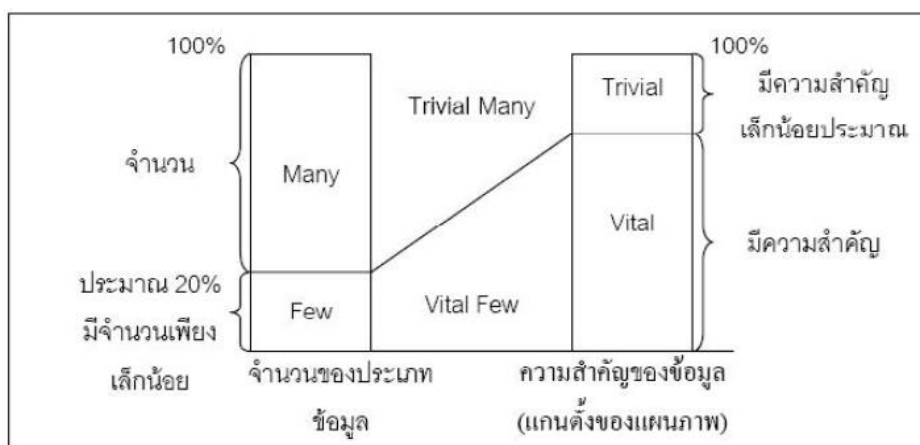 100%
100%
Trivial
มีความสำคัญ
Trivial Many
เล็กน้อยประมาณ
จำนวน
Many
Vital
มีความสำคัญ
ประมาณ 20%
มีจำนวนเพียง
เล็กน้อย
Few
Vital Few
จำนวนของประเภท
ข้อมูล
ความสำคัญของข้อมูล
(แกนตั้งของแผนภาพ)